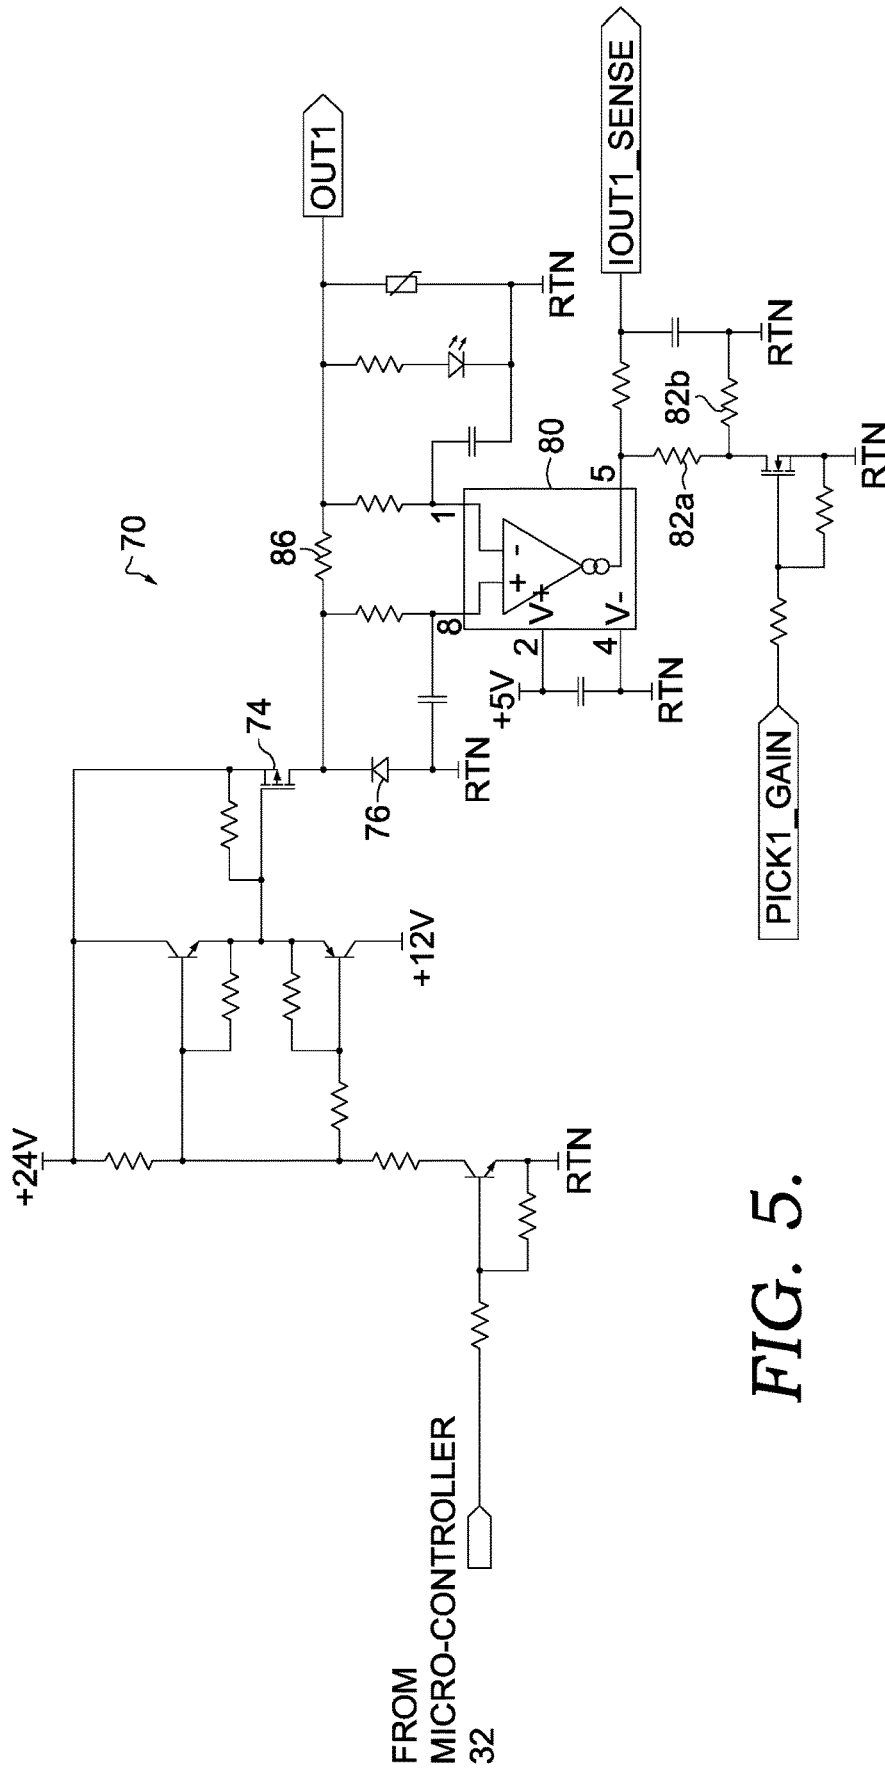 70
+24V
74
OUT1
86
+12V
76
RTN
RTN
8
1
+
-
V+
V-
2
4
5
80
+5V
RTN
IOUT1_SENSE
82a
82b
RTN
RTN
PICK1_GAIN
RTN
FROM
MICRO-CONTROLLER
32
FIG. 5.